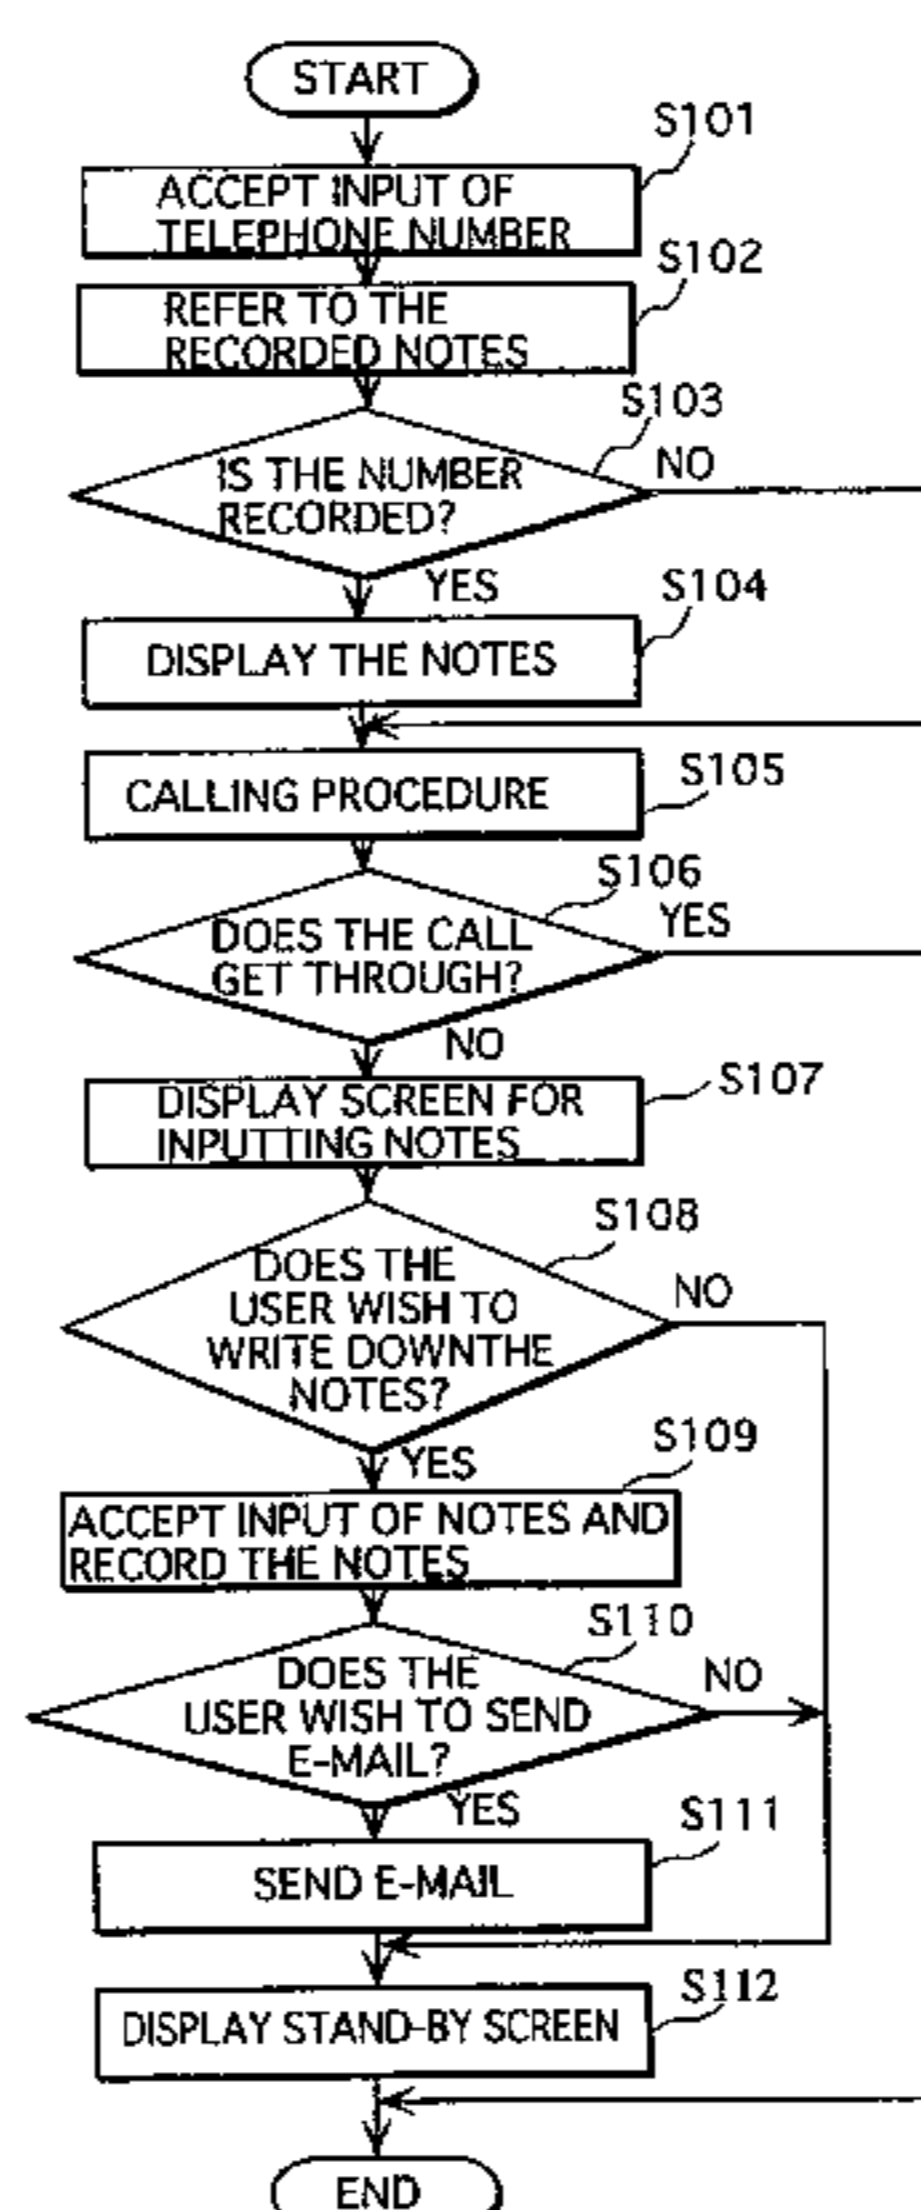 START
S101
ACCEPT INPUT OF
TELEPHONE NUMBER
S102
REFER TO THE
RECORDED NOTES
S103
IS THE NUMBER
RECORDED?
NO
YES
S104
DISPLAY THE NOTES
S105
CALLING PROCEDURE
S106
DOES THE CALL
GET THROUGH?
YES
NO
S107
DISPLAY SCREEN FOR
INPUTTING NOTES
S108
DOES THE
USER WISH TO
WRITE DOWNTHE
NOTES?
NO
YES
S109
ACCEPT INPUT OF NOTES AND
RECORD THE NOTES
S110
DOES THE
USER WISH TO SEND
E-MAIL?
NO
YES
S111
SEND E-MAIL
S112
DISPLAY STAND-BY SCREEN
END